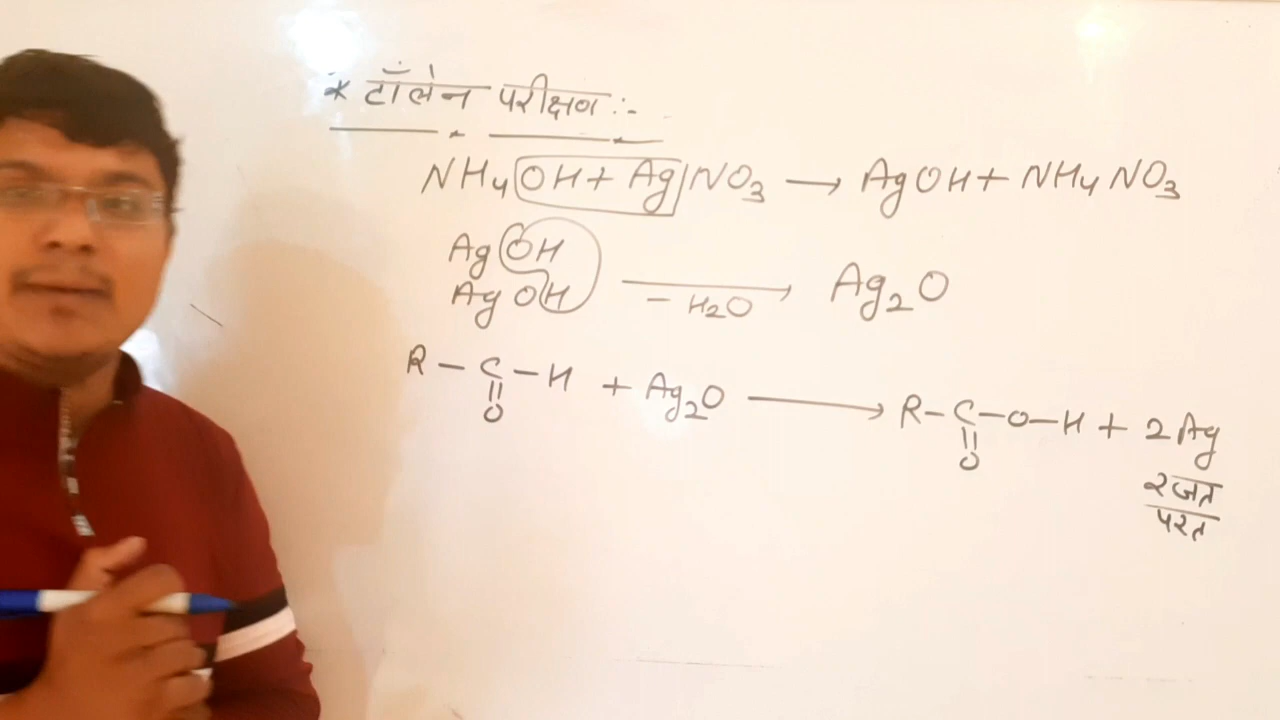 * टॉलेन परीक्षण :-
NH₄OH + AgNO₃ → AgOH + NH₄NO₃
AgOH
AgOH
- H₂O → Ag₂O
R - C - H + Ag₂O → R - C - O - H + 2Ag
O O
रजत
परत